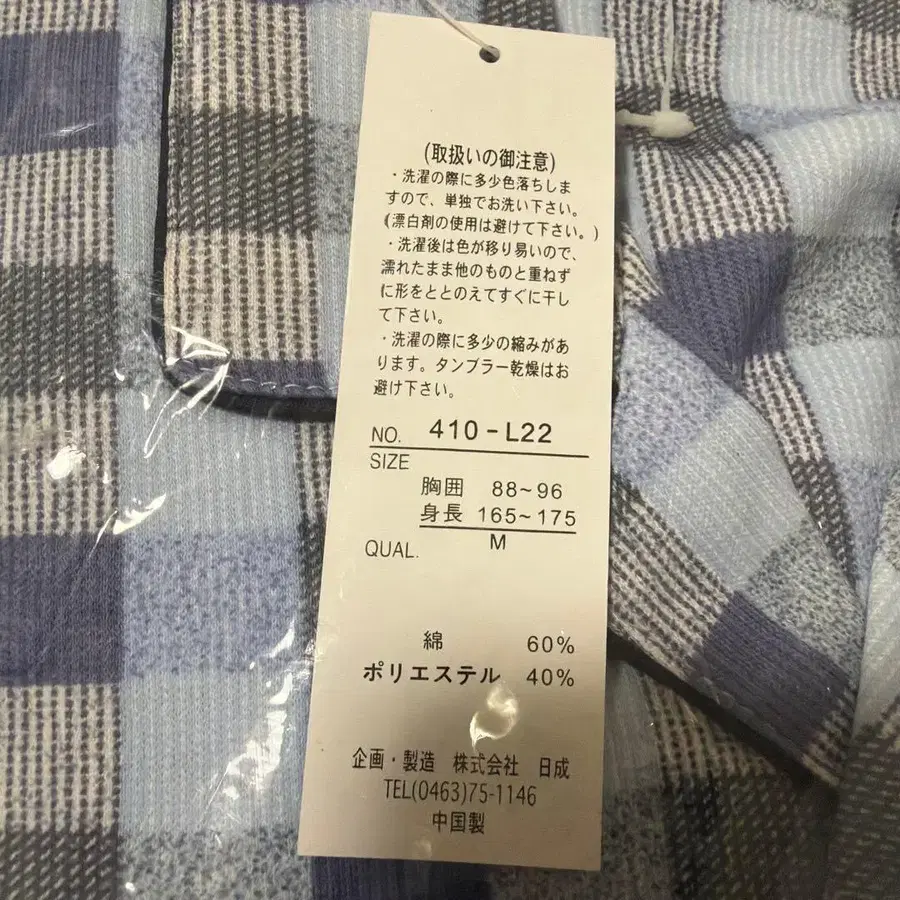 (取扱いの御注意)
・洗濯の際に多少色落ちしま
すので、単独でお洗い下さい。
(漂白剤の使用は避けて下さい。)
・洗濯後は色が移り易いので、
濡れたまま他のものと重ねず
に形をととのえてすぐに干し
て下さい。
・洗濯の際に多少の縮みがあ
ります。タンブラー乾燥はお
避け下さい。
NO. 410-L22
SIZE
胸囲 88~96
身長 165~175
M
QUAL.
綿 60%
ポリエステル 40%
企画・製造 株式会社 日成
TEL(0463)75-1146
中国製